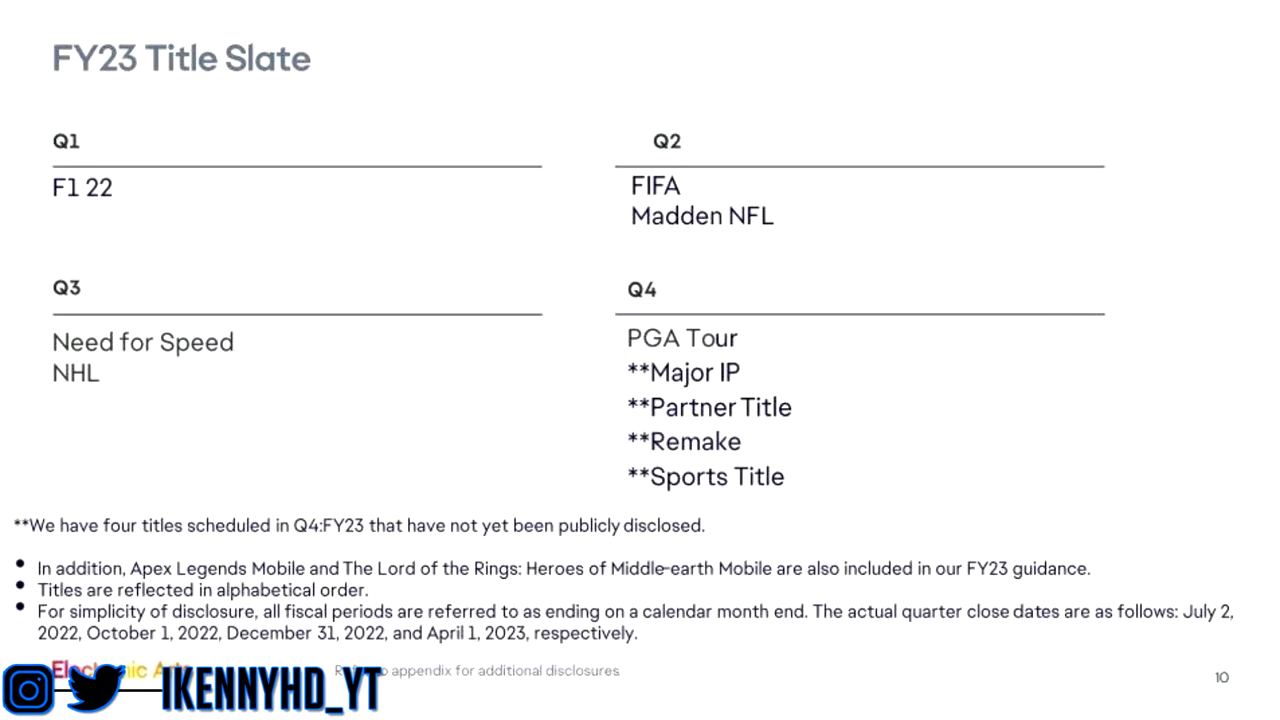 FY23 Title Slate
Q1
F1 22
Q2
FIFA
Madden NFL
Q3
Need for Speed
NHL
Q4
PGA Tour
**Major IP
**Partner Title
**Remake
**Sports Title
**We have four titles scheduled in Q4:FY23 that have not yet been publicly disclosed.
• In addition, Apex Legends Mobile and The Lord of the Rings: Heroes of Middle-earth Mobile are also included in our FY23 guidance.
• Titles are reflected in alphabetical order.
• For simplicity of disclosure, all fiscal periods are referred to as ending on a calendar month end. The actual quarter close dates are as follows: July 2,
2022, October 1, 2022, December 31, 2022, and April 1, 2023, respectively.
appendix for additional disclosures
10
IKENNYHD_YT